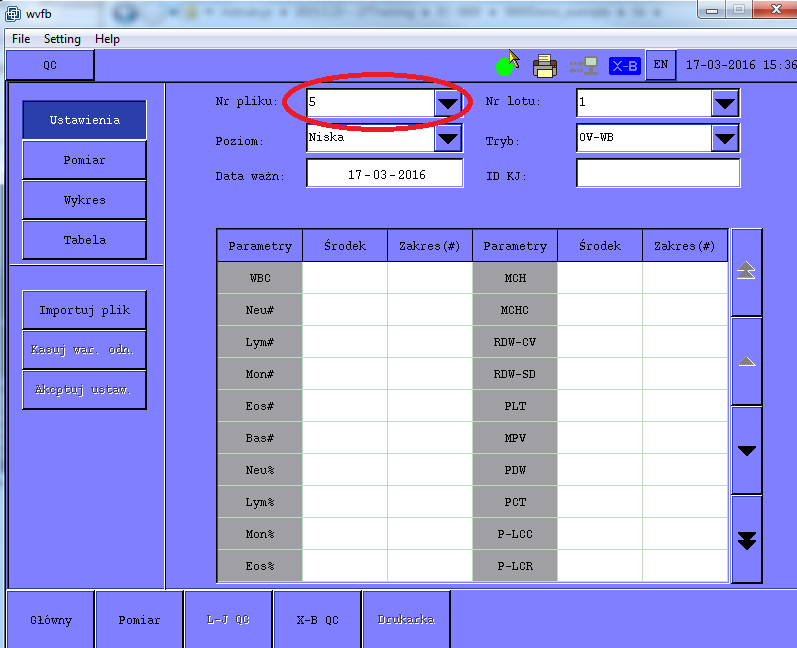 wvfb
File Setting Help
QC
X-B EN 17-03-2016 15:36
Ustawienia
Pomiar
Wykres
Tabela
Importuj plik
Kasuj war. odn.
Akcptuj ustaw.
Nr pliku: 5 Nr lotu: 1
Poziom: Niska Tryb: OV-WB
Data ważn: 17-03-2016 ID KJ:
Parametry Środek Zakres(#) Parametry Środek Zakres(#)
WBC MCH
Neu# MCHC
Lym# RDW-CV
Mon# RDW-SD
Eos# PLT
Bas# MPV
Neu% PDW
Lym% PCT
Mon% P-LCC
Eos% P-LCR
Główny Pomiar L-J QC X-B QC Drukarka